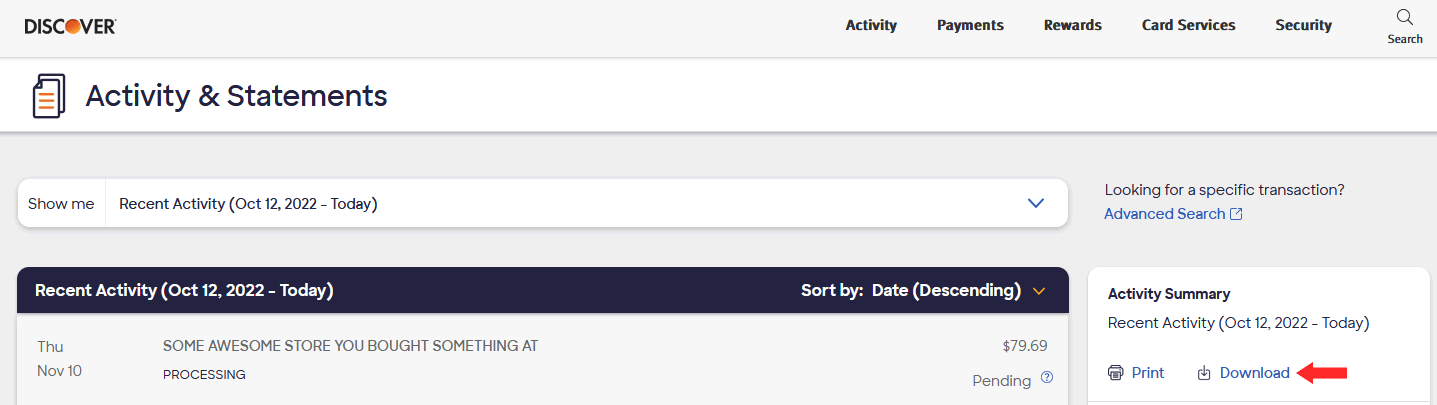 DISCOVER
Activity
Payments
Rewards
Card Services
Security
Search
Activity & Statements
Show me
Recent Activity (Oct 12, 2022 - Today)
Looking for a specific transaction?
Advanced Search
Recent Activity (Oct 12, 2022 - Today)
Sort by: Date (Descending)
Thu
Nov 10
SOME AWESOME STORE YOU BOUGHT SOMETHING AT
PROCESSING
$79.69
Pending ?
Activity Summary
Recent Activity (Oct 12, 2022 - Today)
Print
Download